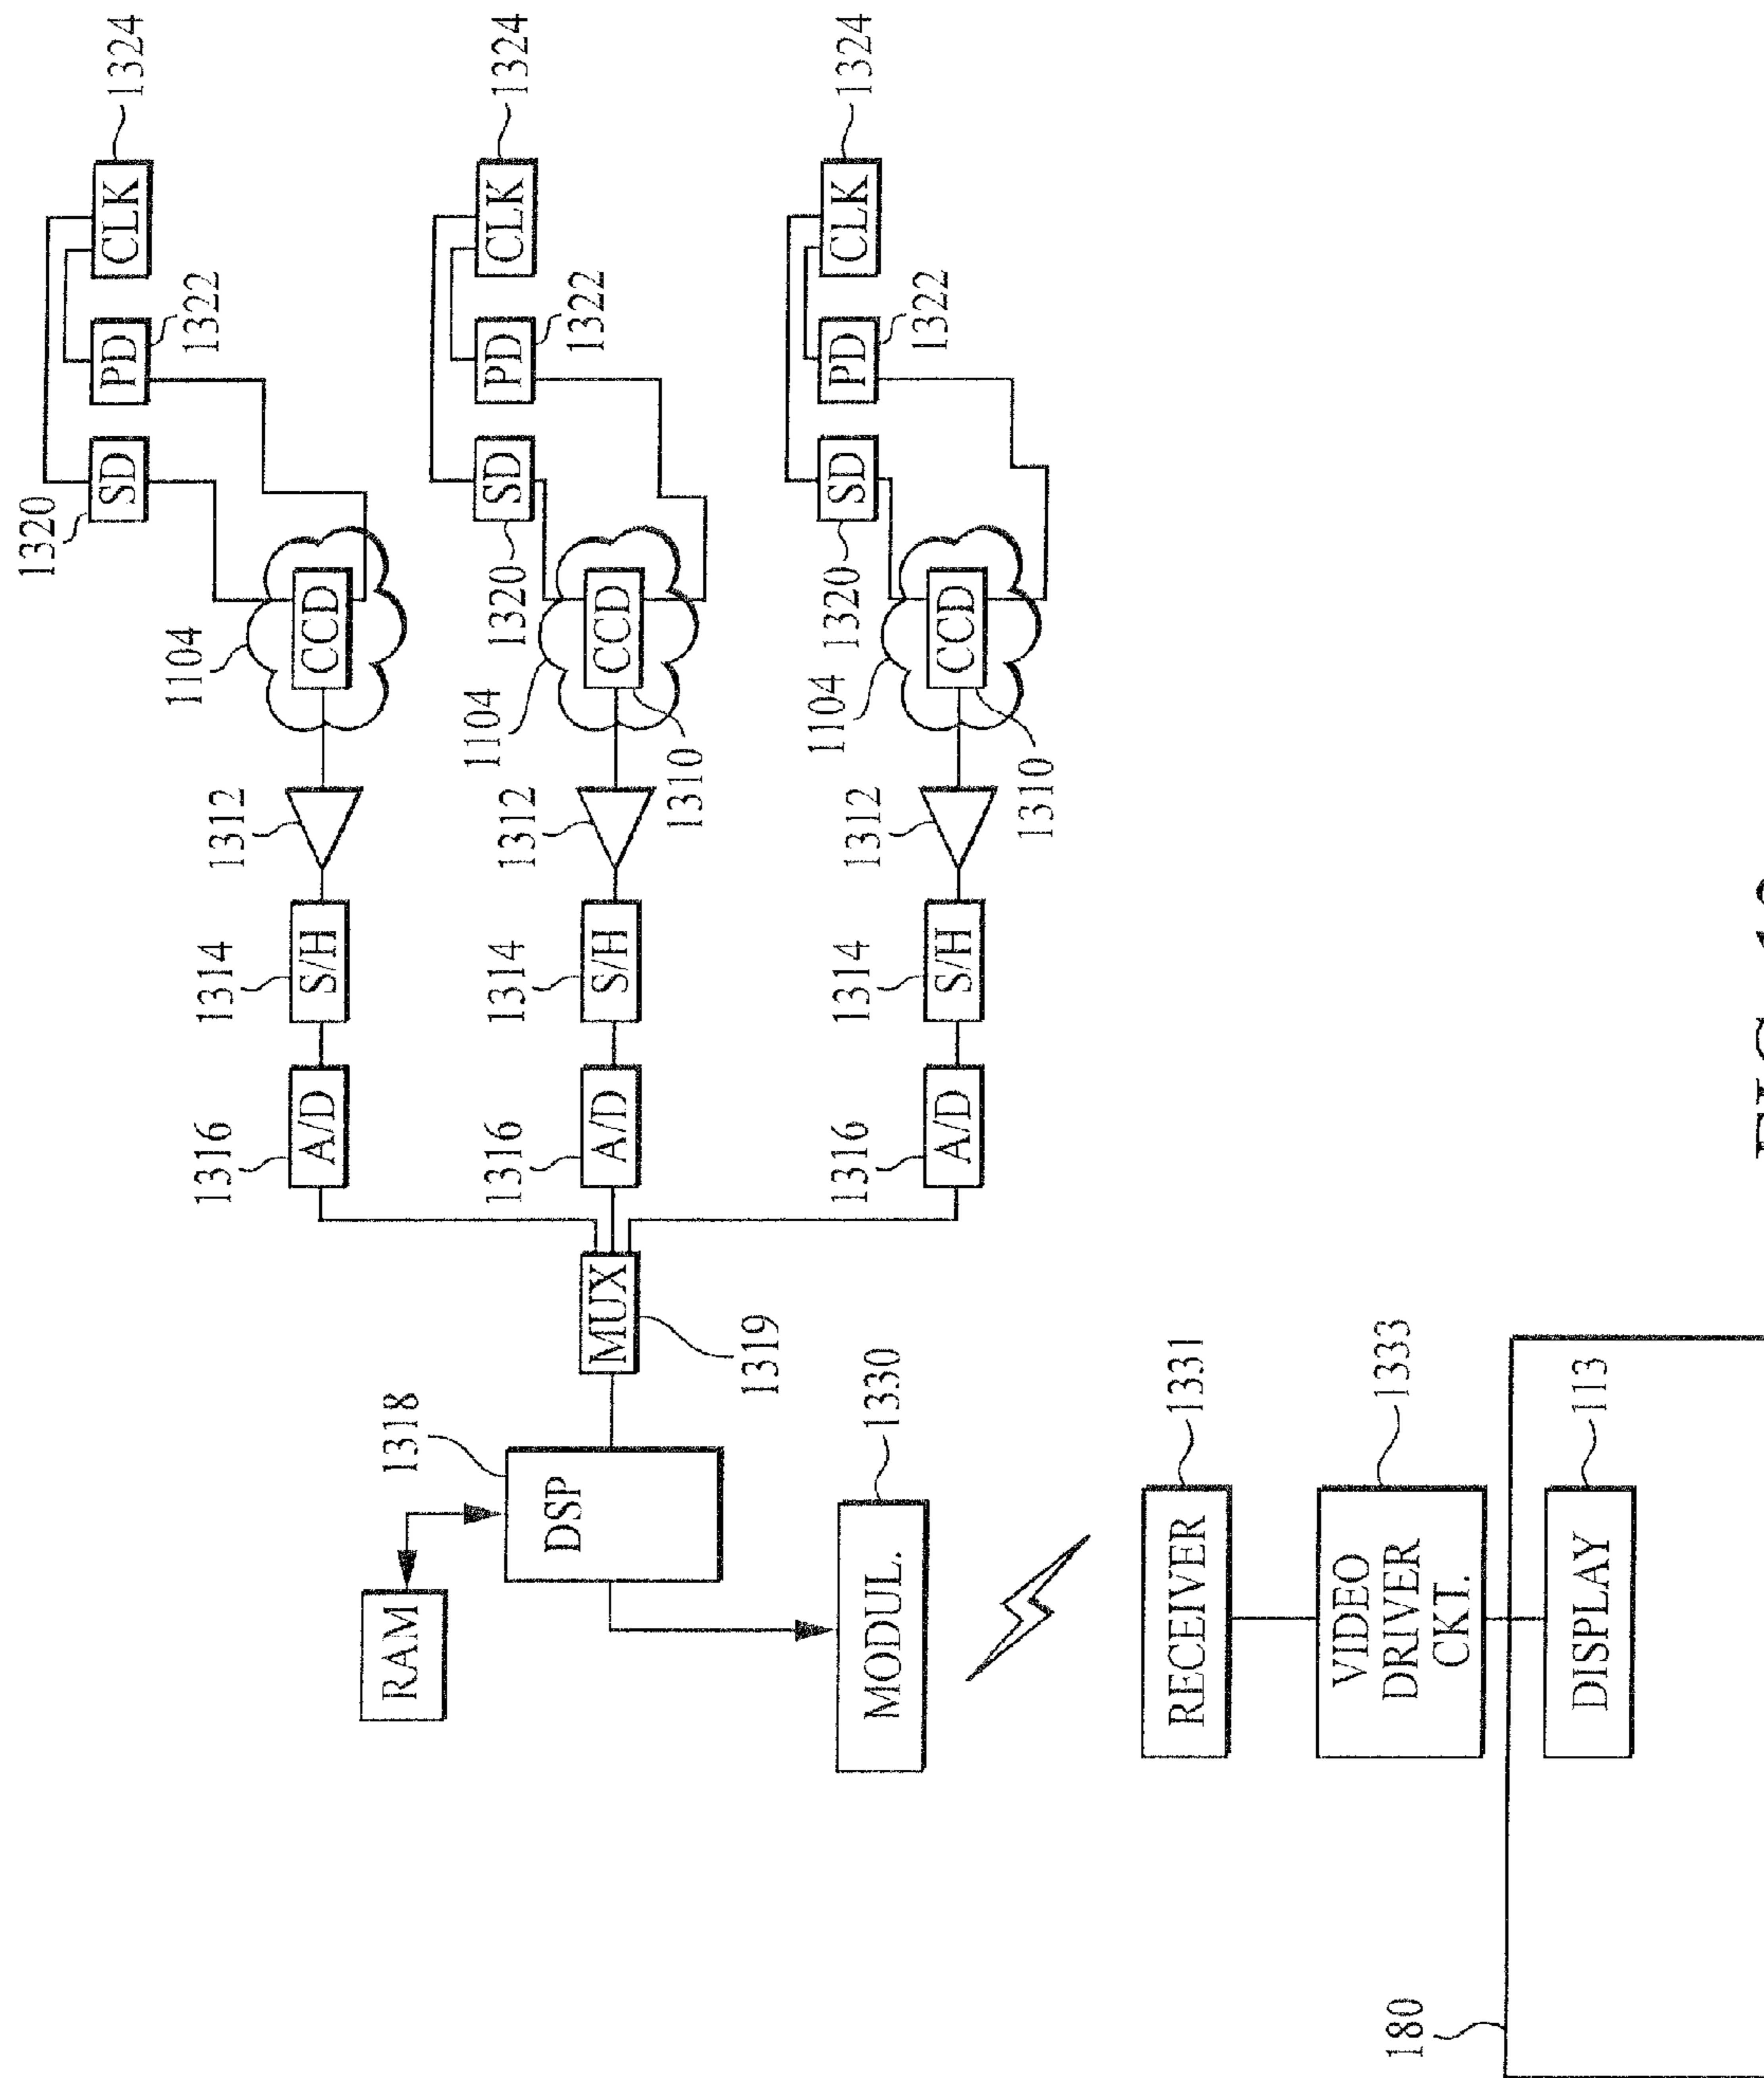 1324
CLK
PD
1322
SD
1320
1104
CCD
1312
S/H
1314
A/D
1316
1324
CLK
PD
1322
SD
1320
1104
CCD
1310
1312
S/H
1314
A/D
1316
1324
CLK
PD
1322
SD
1320
1104
CCD
1310
1312
S/H
1314
A/D
1316
MUX
1319
1318
DSP
RAM
1330
MODUL.
1331
RECEIVER
1333
VIDEO
DRIVER
CKT.
113
DISPLAY
180